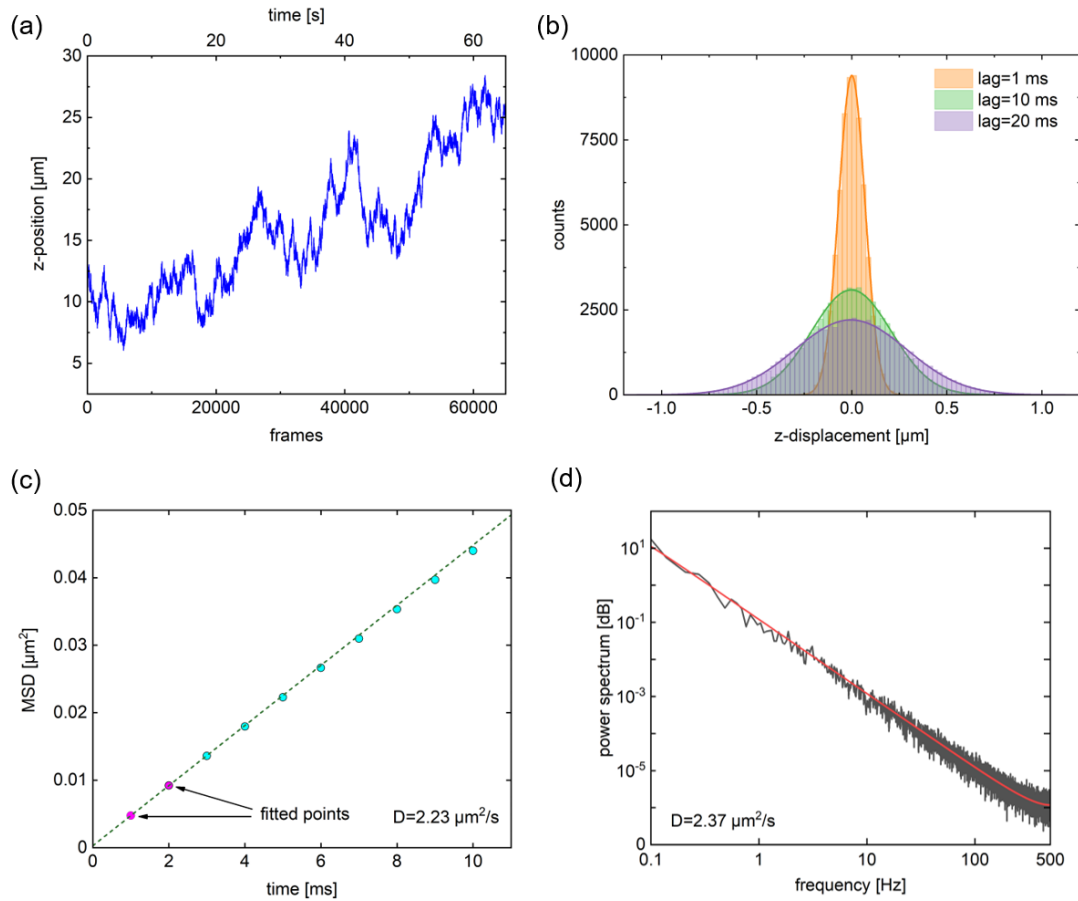 (a)
time [s]
0 20 40 60
30
25
20
15
10
5
z-position [µm]
0 20000 40000 60000
frames
(b)
10000
7500
5000
2500
0
counts
lag=1 ms
lag=10 ms
lag=20 ms
-1.0 -0.5 0.0 0.5 1.0
z-displacement [µm]
(c)
0.05
0.04
0.03
0.02
0.01
0
MSD [µm²]
fitted points
D=2.23 µm²/s
0 2 4 6 8 10
time [ms]
(d)
10¹
10⁻¹
10⁻³
10⁻⁵
0
power spectrum [dB]
D=2.37 µm²/s
0.1 1 10 100 500
frequency [Hz]